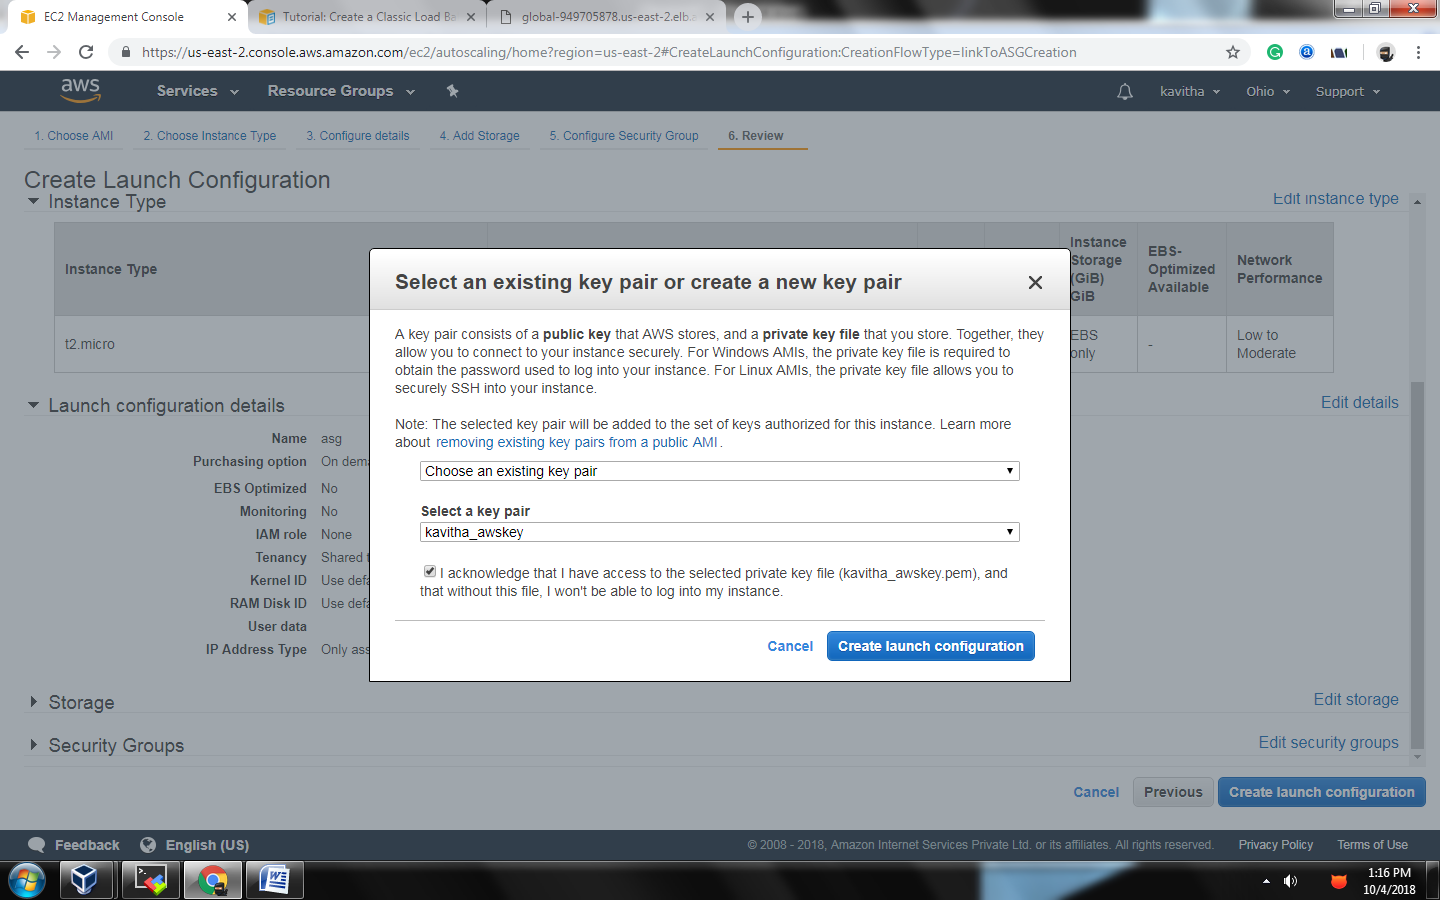 EC2 Management Console
Tutorial: Create a Classic Load Ba
global-949705878.us-east-2.elb.a
https://us-east-2.console.aws.amazon.com/ec2/autoscaling/home?region=us-east-2#CreateLaunchConfiguration:CreationFlowType=linkToASGCreation
aws
Services
Resource Groups
kavitha
Ohio
Support
1. Choose AMI
2. Choose Instance Type
3. Configure details
4. Add Storage
5. Configure Security Group
6. Review
Create Launch Configuration
Instance Type
Edit instance type
Instance Type
Instance Storage (GiB) GiB
EBS-Optimized Available
Network Performance
t2.micro
EBS only
-
Low to Moderate
Select an existing key pair or create a new key pair
A key pair consists of a public key that AWS stores, and a private key file that you store. Together, they
allow you to connect to your instance securely. For Windows AMIs, the private key file is required to
obtain the password used to log into your instance. For Linux AMIs, the private key file allows you to
securely SSH into your instance.
Note: The selected key pair will be added to the set of keys authorized for this instance. Learn more
about removing existing key pairs from a public AMI.
Choose an existing key pair
Select a key pair
kavitha_awskey
I acknowledge that I have access to the selected private key file (kavitha_awskey.pem), and
that without this file, I won't be able to log into my instance.
Cancel
Create launch configuration
Launch configuration details
Edit details
Name asg
Purchasing option On dema
EBS Optimized No
Monitoring No
IAM role None
Tenancy Shared t
Kernel ID Use defa
RAM Disk ID Use defa
User data
IP Address Type Only ass
Storage
Edit storage
Security Groups
Edit security groups
Cancel
Previous
Create launch configuration
Feedback
English (US)
© 2008 - 2018, Amazon Internet Services Private Ltd. or its affiliates. All rights reserved.
Privacy Policy
Terms of Use
1:16 PM
10/4/2018